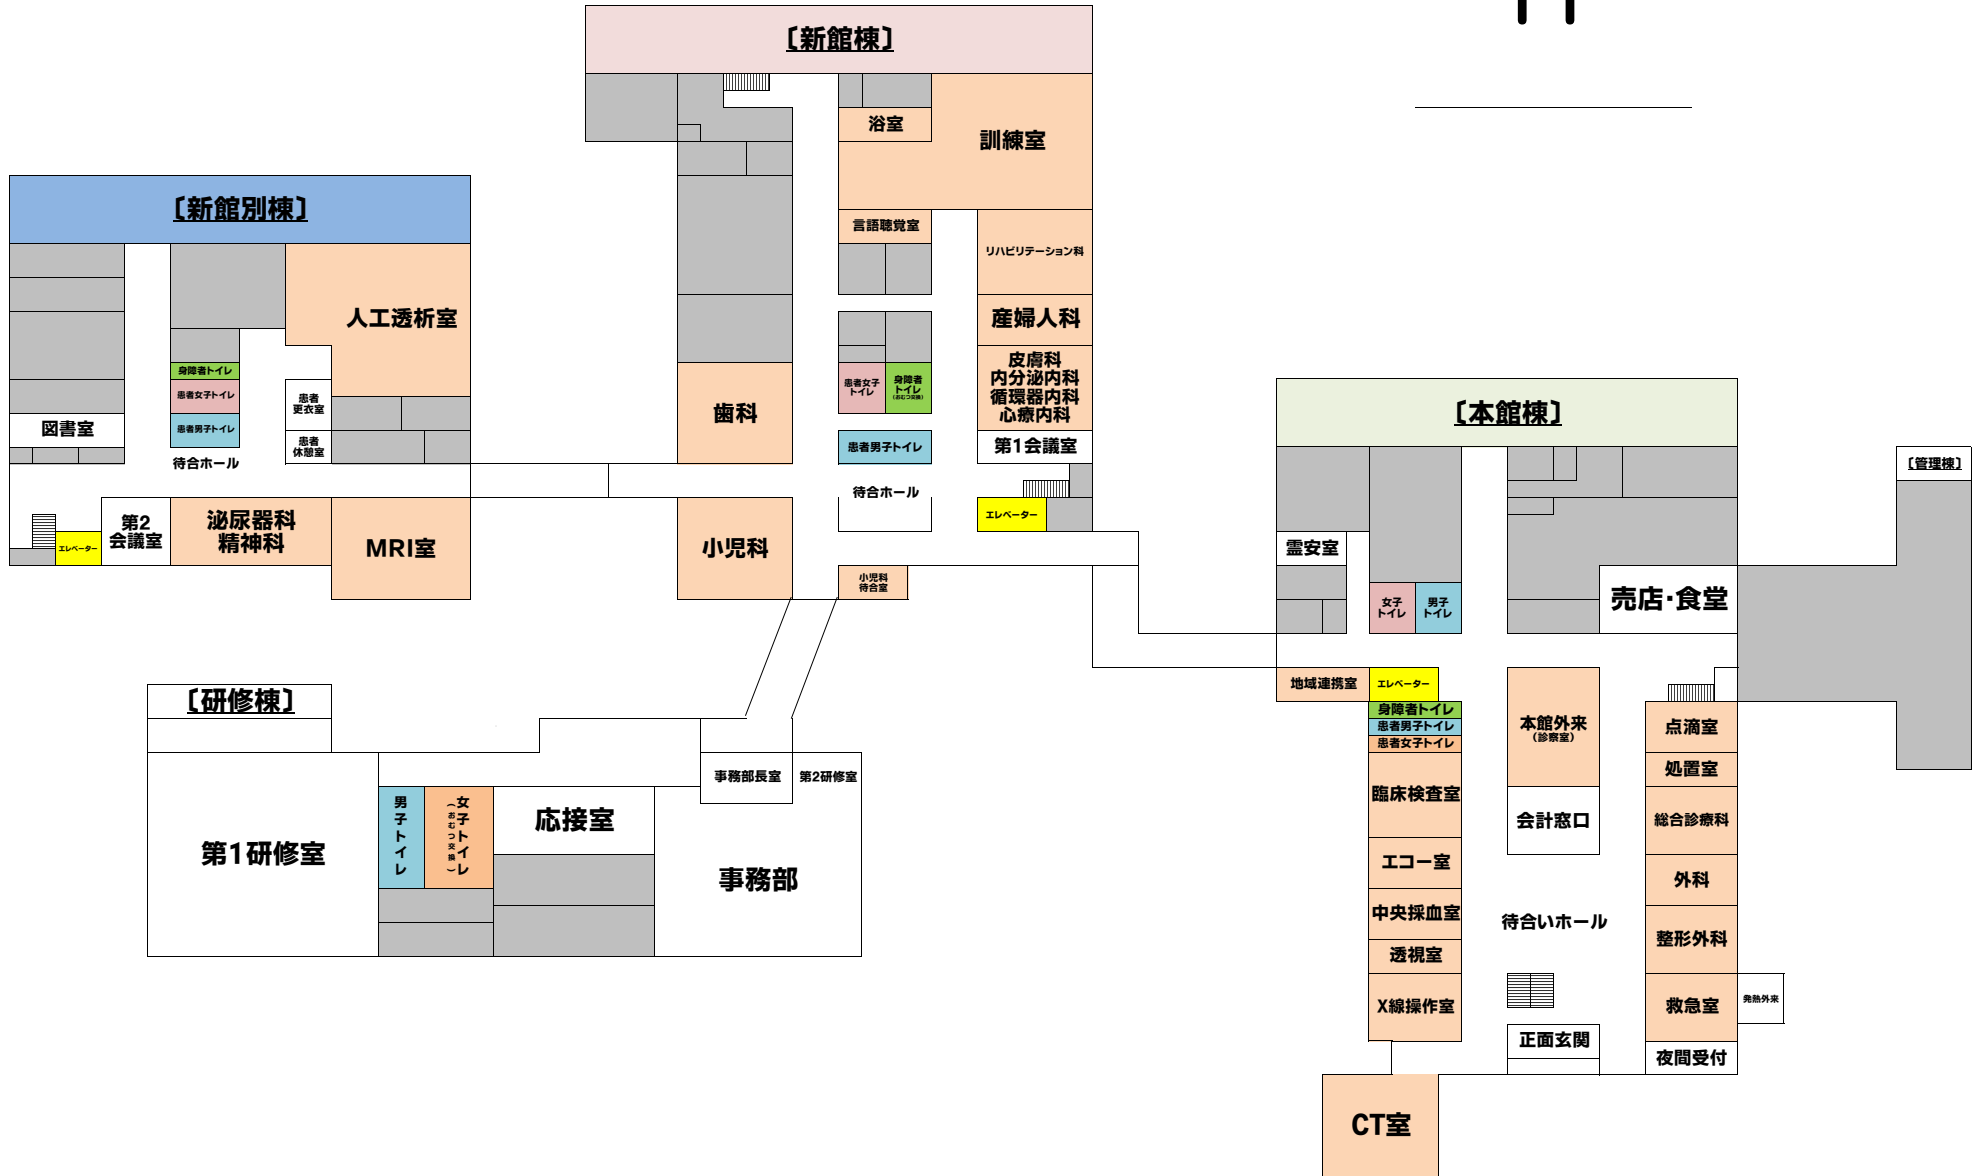 〔新館棟〕
浴室
訓練室
言語聴覚室
リハビリテーション科
産婦人科
皮膚科
内分泌内科
循環器内科
心療内科
患者女子
トイレ
身障者
トイレ
(おむつ交換)
歯科
患者男子トイレ
第1会議室
待合ホール
エレベーター
小児科
小児科
待合室
〔新館別棟〕
人工透析室
身障者トイレ
患者女子トイレ
患者男子トイレ
患者
更衣室
図書室
患者
休憩室
待合ホール
第2
会議室
エレベーター
泌尿器科
精神科
MRI室
〔研修棟〕
事務部長室
第2研修室
第1研修室
男子トイレ
女子トイレ
(おむつ交換)
応接室
事務部
〔本館棟〕
〔管理棟〕
霊安室
女子
トイレ
男子
トイレ
売店・食堂
地域連携室
エレベーター
身障者トイレ
患者男子トイレ
患者女子トイレ
本館外来
(診察室)
点滴室
処置室
臨床検査室
会計窓口
総合診療科
エコー室
外科
中央採血室
待合いホール
整形外科
透視室
X線操作室
救急室
発熱外来
正面玄関
夜間受付
CT室